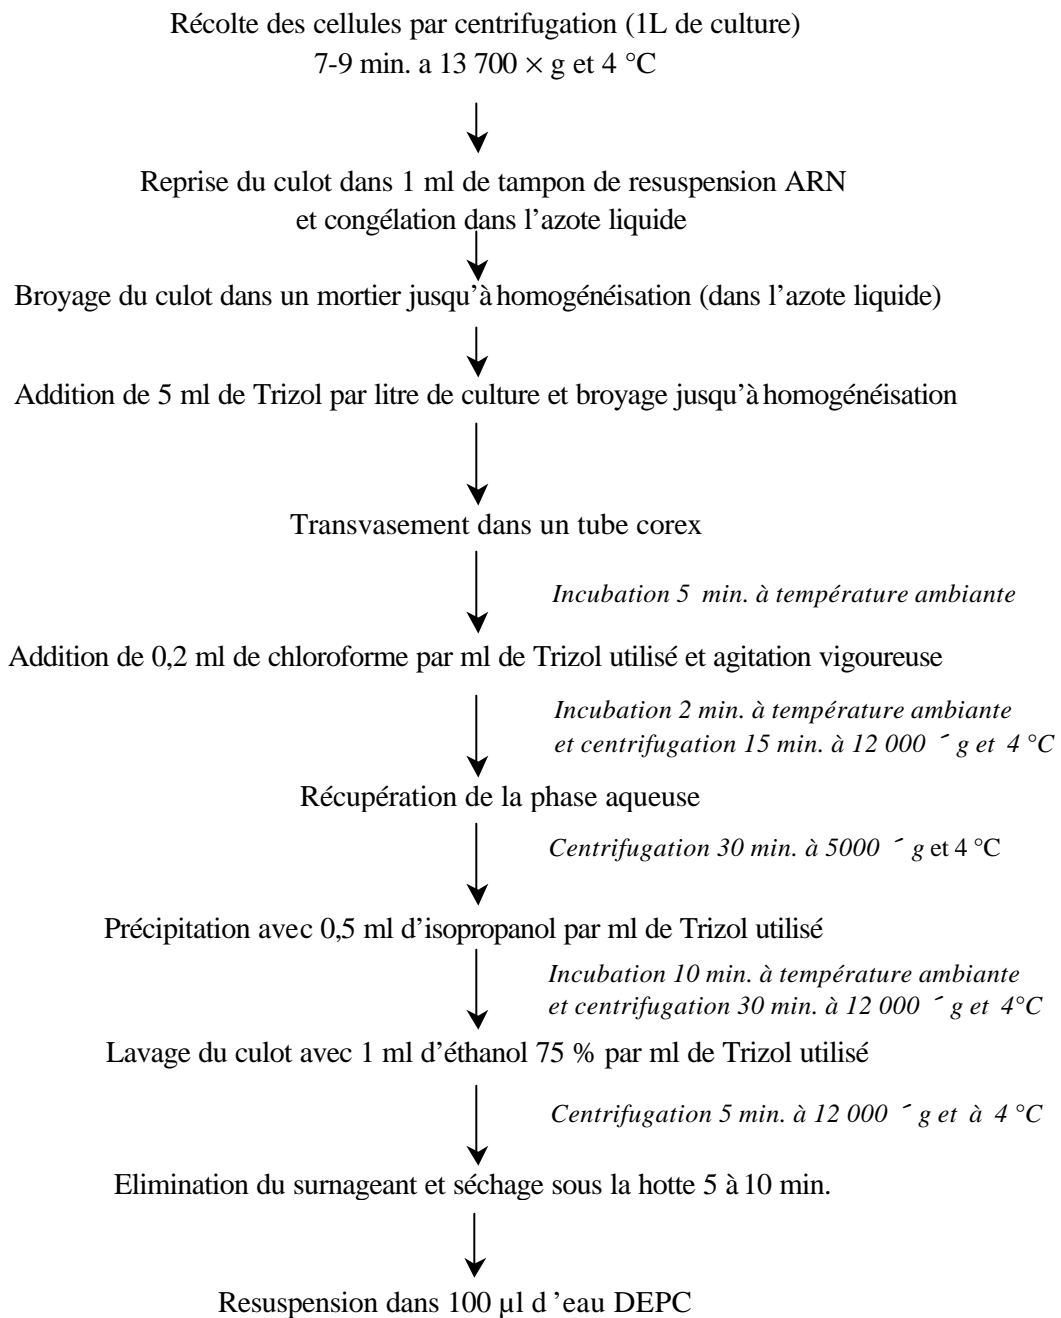 Récolte des cellules par centrifugation (1L de culture)
7-9 min. a 13 700 × g et 4 °C
Reprise du culot dans 1 ml de tampon de resuspension ARN
et congélation dans l’azote liquide
Broyage du culot dans un mortier jusqu’à homogénéisation (dans l’azote liquide)
Addition de 5 ml de Trizol par litre de culture et broyage jusqu’à homogénéisation
Transvasement dans un tube corex
Incubation 5 min. à température ambiante
Addition de 0,2 ml de chloroforme par ml de Trizol utilisé et agitation vigoureuse
Incubation 2 min. à température ambiante
et centrifugation 15 min. à 12 000 ´ g et 4 °C
Récupération de la phase aqueuse
Centrifugation 30 min. à 5000 ´ g et 4 °C
Précipitation avec 0,5 ml d’isopropanol par ml de Trizol utilisé
Incubation 10 min. à température ambiante
et centrifugation 30 min. à 12 000 ´ g et 4°C
Lavage du culot avec 1 ml d’éthanol 75 % par ml de Trizol utilisé
Centrifugation 5 min. à 12 000 ´ g et à 4 °C
Elimination du surnageant et séchage sous la hotte 5 à 10 min.
Resuspension dans 100 µl d ’eau DEPC